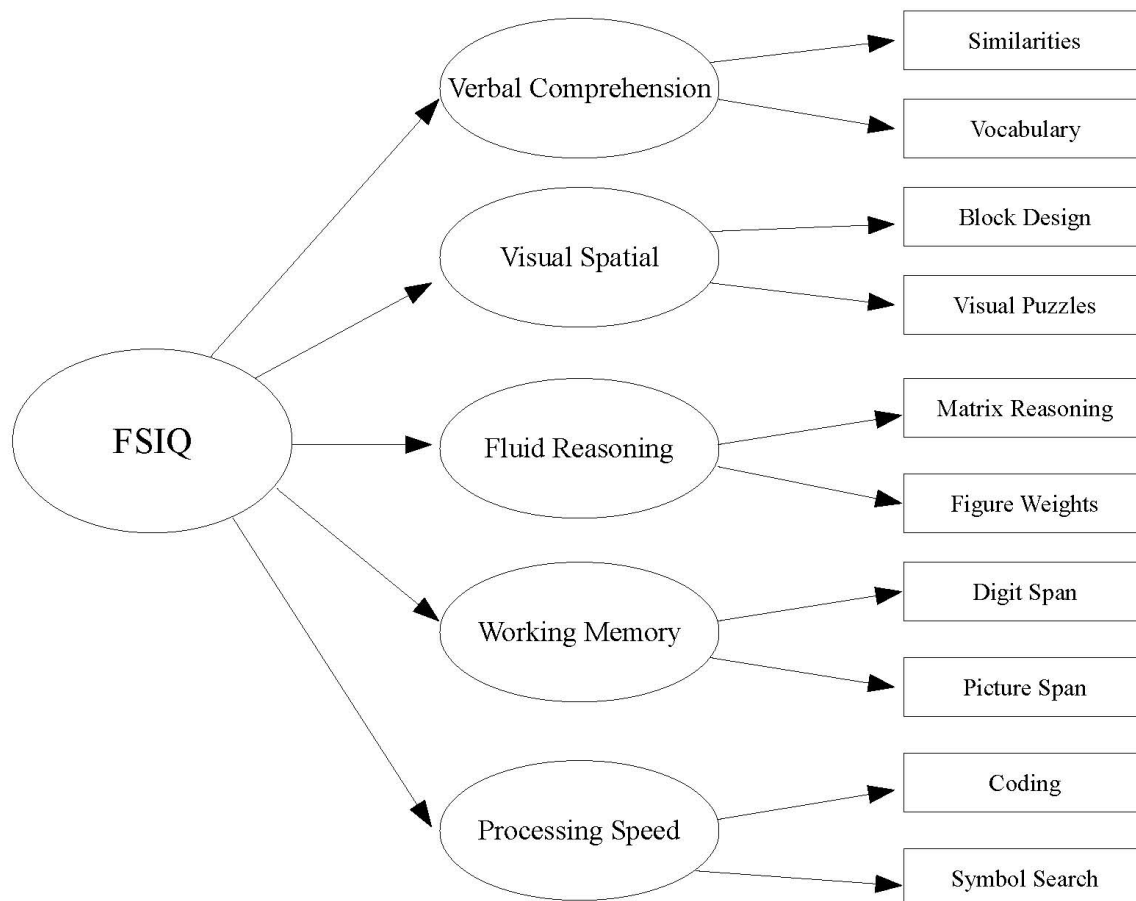 Similarities
Verbal Comprehension
Vocabulary
Block Design
Visual Spatial
Visual Puzzles
Matrix Reasoning
FSIQ
Fluid Reasoning
Figure Weights
Digit Span
Working Memory
Picture Span
Coding
Processing Speed
Symbol Search